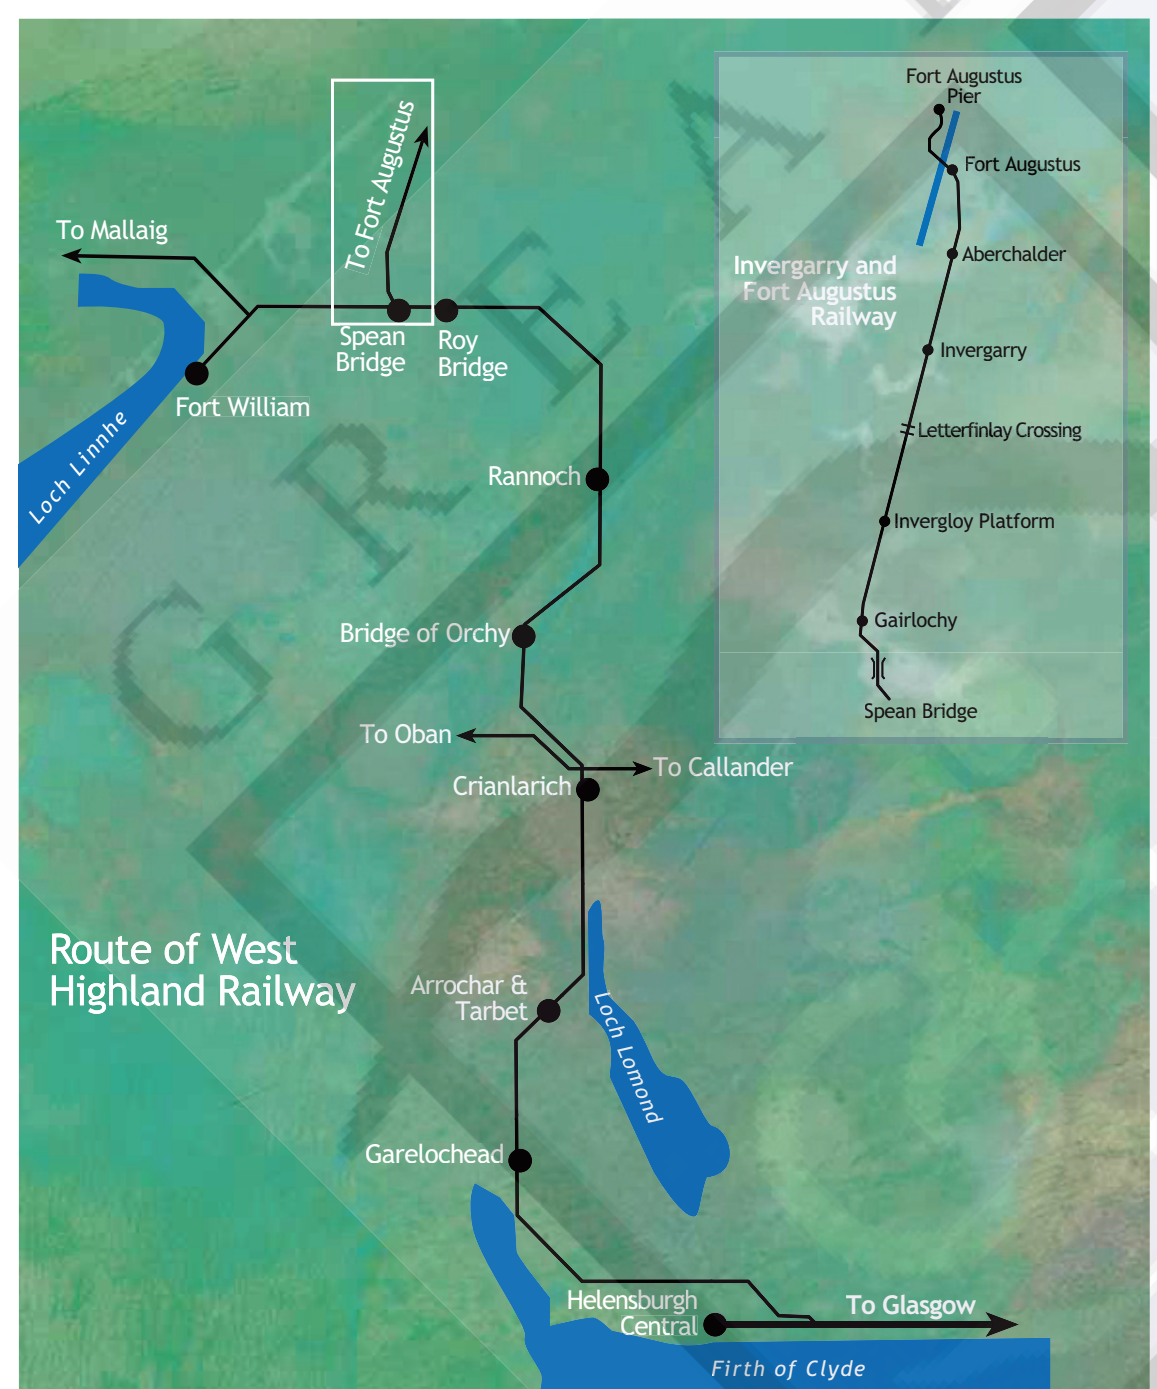 Fort Augustus
Pier
Fort Augustus
To Fort Augustus
To Mallaig
Aberchalder
Invergarry and
Fort Augustus
Railway
Spean
Bridge
Roy
Bridge
Invergarry
Fort William
Letterfinlay Crossing
Loch Linnhe
Rannoch
Invergloy Platform
Gairlochy
Bridge of Orchy
Spean Bridge
To Oban
To Callander
Crianlarich
Route of West
Highland Railway
Arrochar &
Tarbet
Loch Lomond
Garelochead
Helensburgh
Central
To Glasgow
Firth of Clyde
G R E A